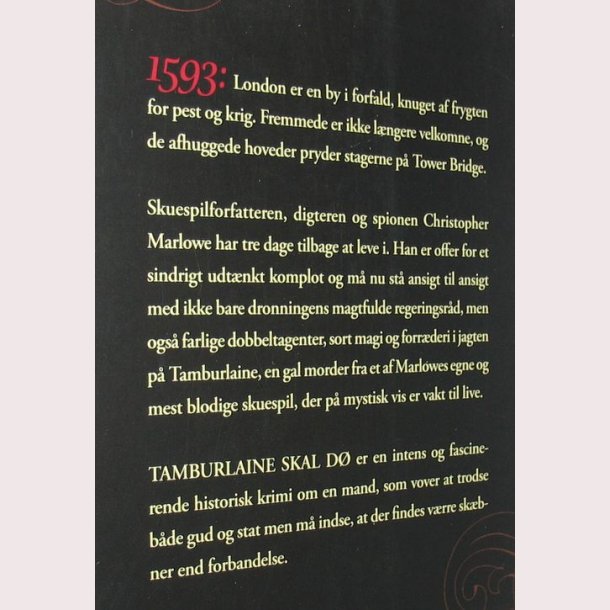 1593: London er en by i forfald, knuget af frygten
for pest og krig. Fremmede er ikke længere velkomne, og
de afhuggede hoveder pryder stagerne på Tower Bridge.
Skuespilforfatteren, digteren og spionen Christopher
Marlowe har tre dage tilbage at leve i. Han er offer for et
sindrigt udtænkt komplot og må nu stå ansigt til ansigt
med ikke bare dronningens magtfulde regeringsråd, men
også farlige dobbeltagenter, sort magi og forræderi i jagten
på Tamburlaine, en gal morder fra et af Marlowes egne og
mest blodige skuespil, der på mystisk vis er vakt til live.
TAMBURLAINE SKAL DØ er en intens og fascine-
rende historisk krimi om en mand, som vover at trodse
både gud og stat men må indse, at der findes værre skæb-
ner end forbandelse.